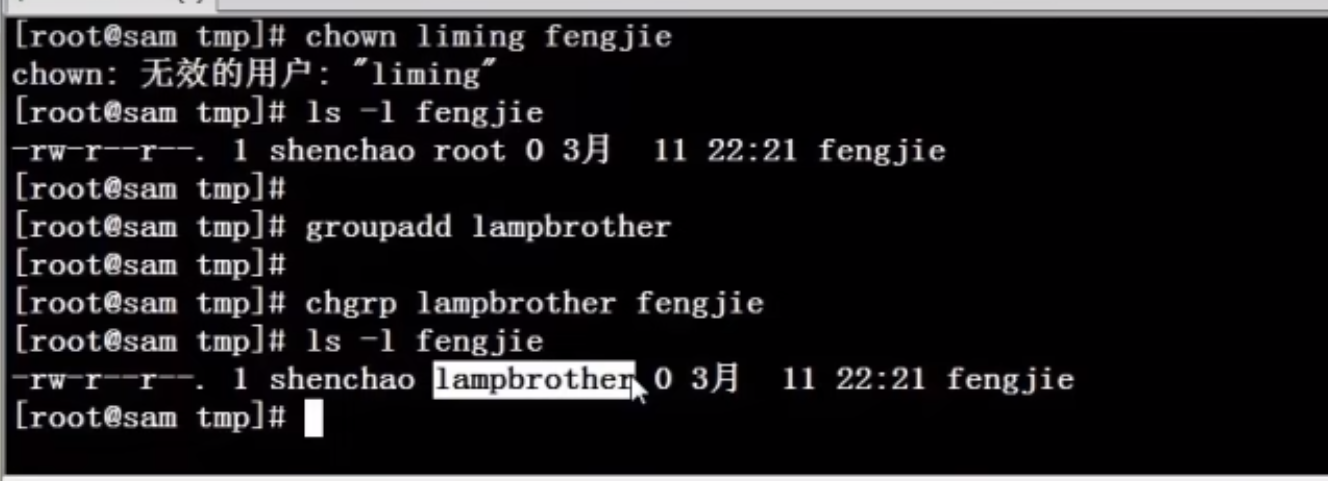 [root@sam tmp]# chown liming fengjie
chown: 无效的用户: "liming"
[root@sam tmp]# ls -l fengjie
-rw-r--r--. 1 shenchao root 0 3月  11 22:21 fengjie
[root@sam tmp]#
[root@sam tmp]# groupadd lampbrother
[root@sam tmp]#
[root@sam tmp]# chgrp lampbrother fengjie
[root@sam tmp]# ls -l fengjie
-rw-r--r--. 1 shenchao lampbrother 0 3月  11 22:21 fengjie
[root@sam tmp]#